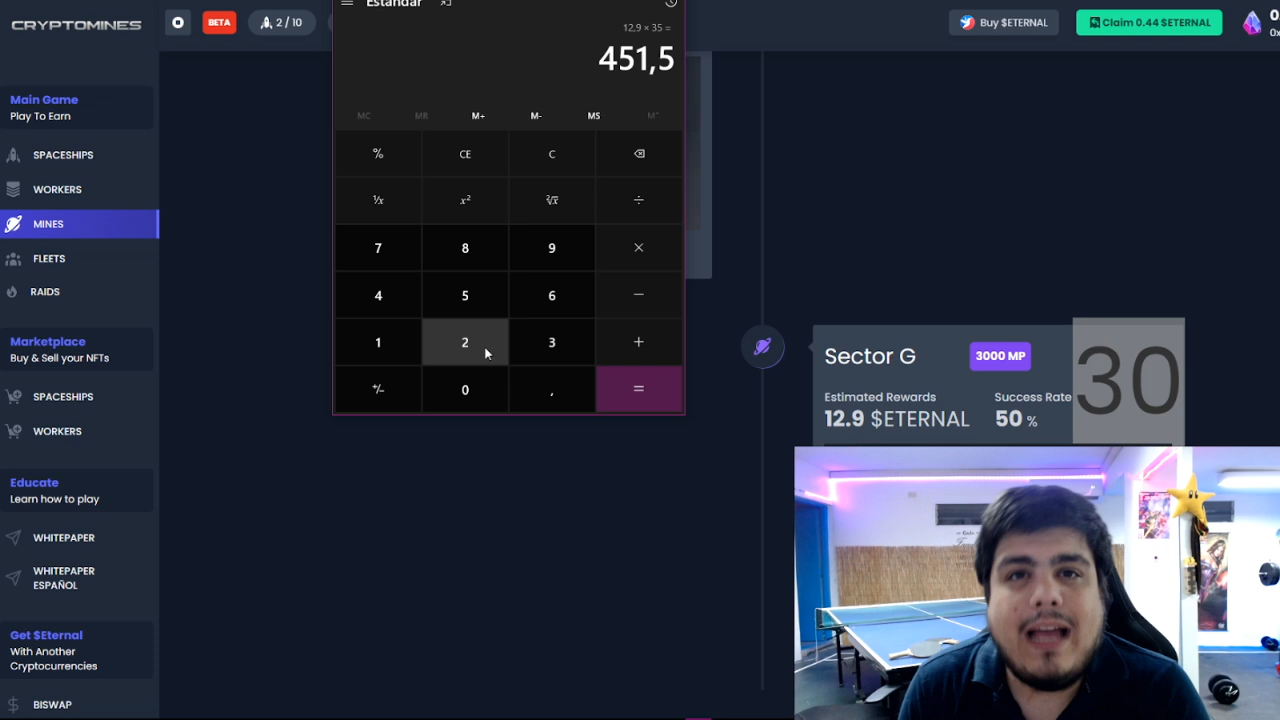 CRYPTOMINES
BETA
2 / 10
Buy $ETERNAL
Claim 0.44 $ETERNAL
Main Game
Play To Earn
SPACESHIPS
WORKERS
MINES
FLEETS
RAIDS
Marketplace
Buy & Sell your NFTs
SPACESHIPS
WORKERS
Educate
Learn how to play
WHITEPAPER
WHITEPAPER
ESPAÑOL
Get $Eternal
With Another
Cryptocurrencies
BISWAP
Estándar
12,9 × 35 =
451,5
MC MR M+ M- MS M˅
% CE C
¹/x x² ²√x ÷
7 8 9 ×
4 5 6 −
1 2 3 +
+/− 0 , =
Sector G
3000 MP
Estimated Rewards
12.9 $ETERNAL
Success Rate
50 %
30